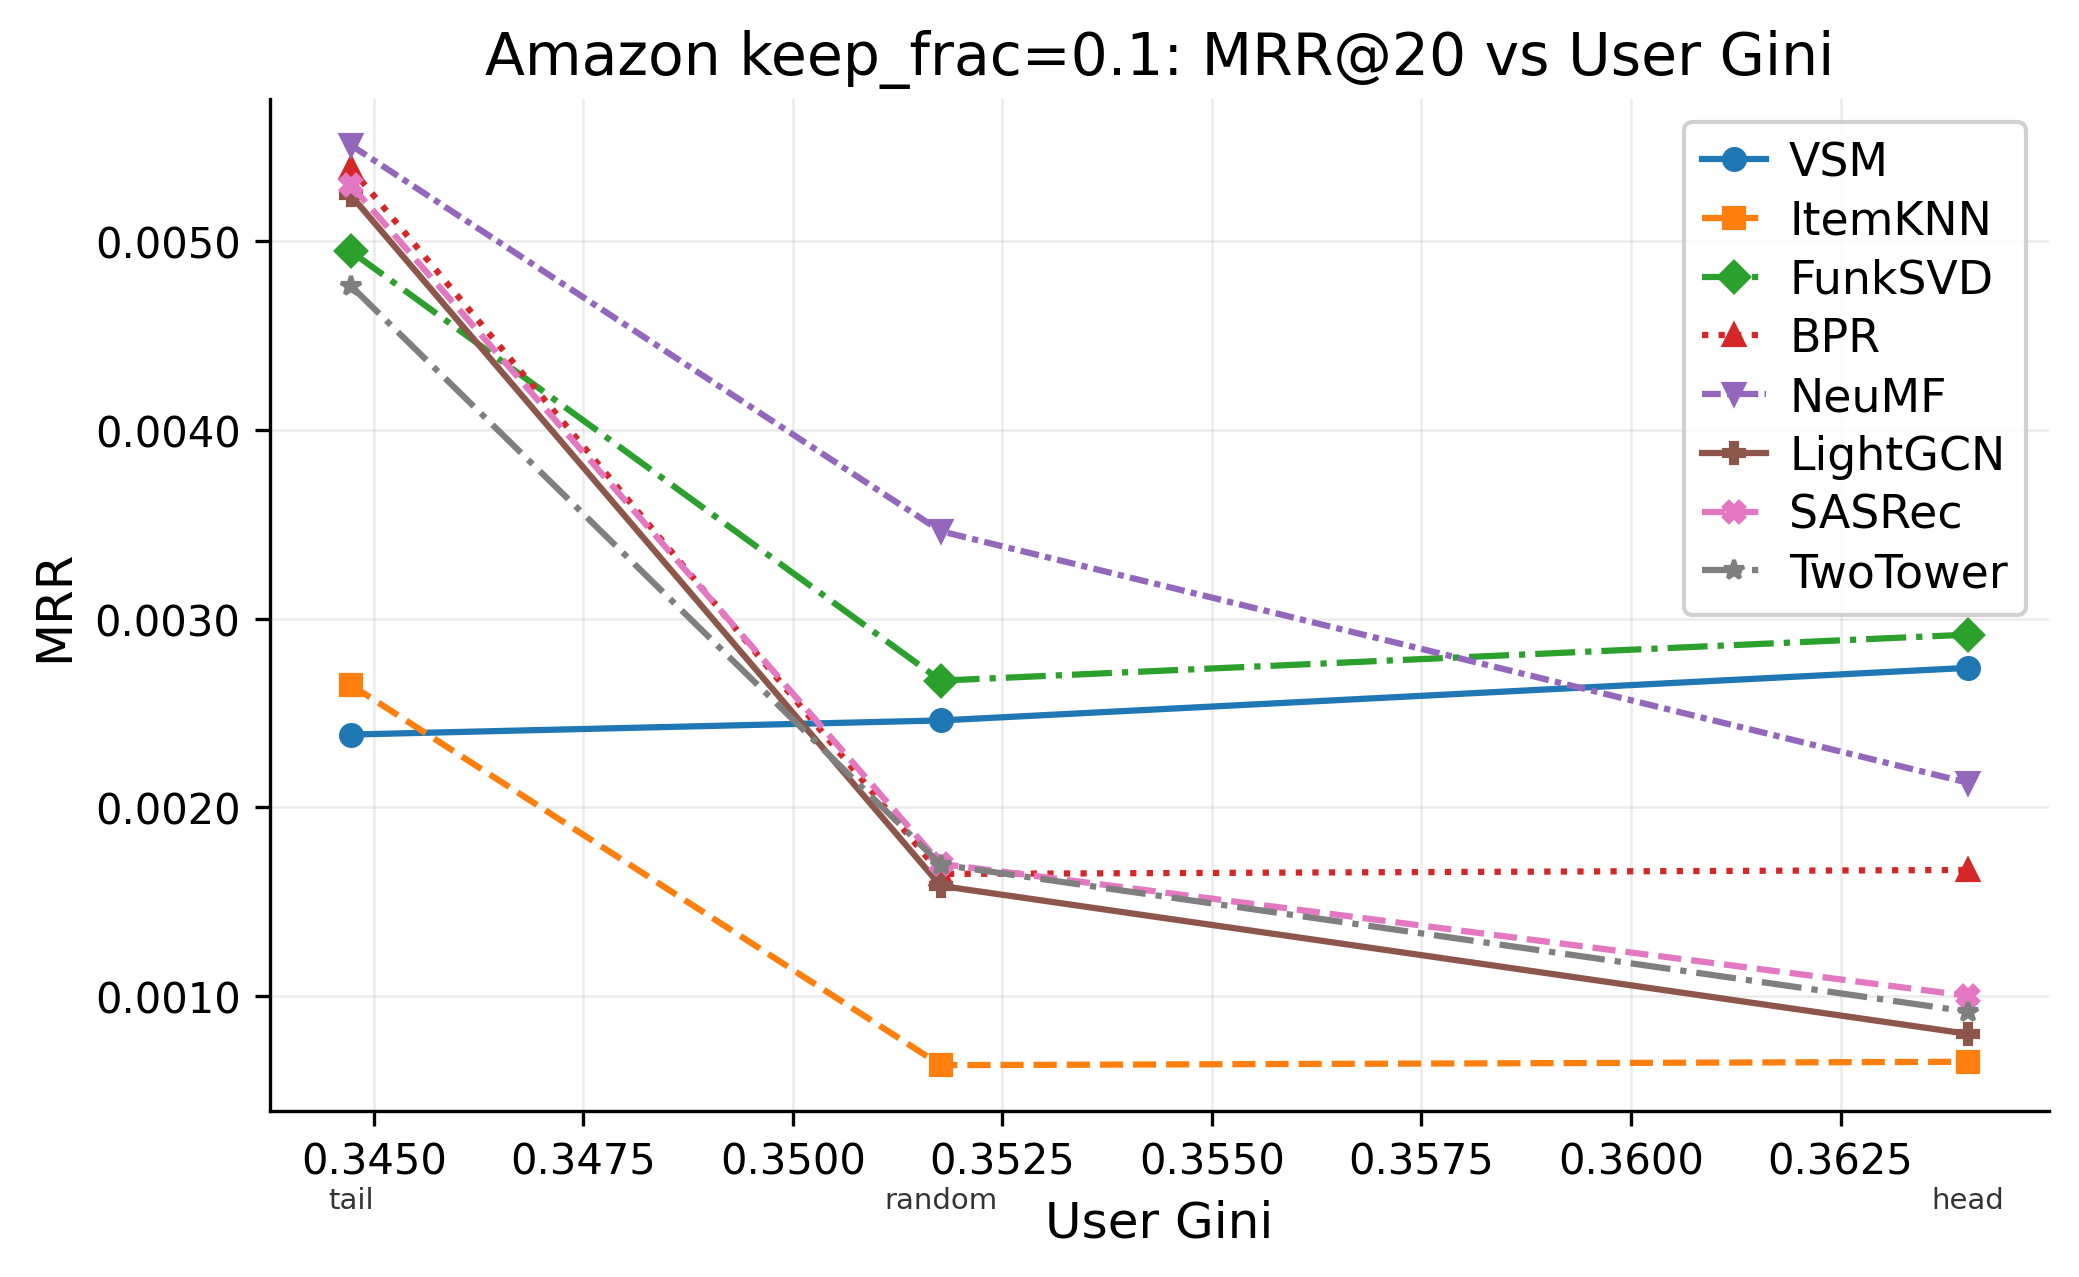 Amazon keep_frac=0.1: MRR@20 vs User Gini
VSM
ItemKNN
FunkSVD
BPR
NeuMF
LightGCN
SASRec
TwoTower
MRR
0.0050
0.0040
0.0030
0.0020
0.0010
0.3450 0.3475 0.3500 0.3525 0.3550 0.3575 0.3600 0.3625
tail random head
User Gini